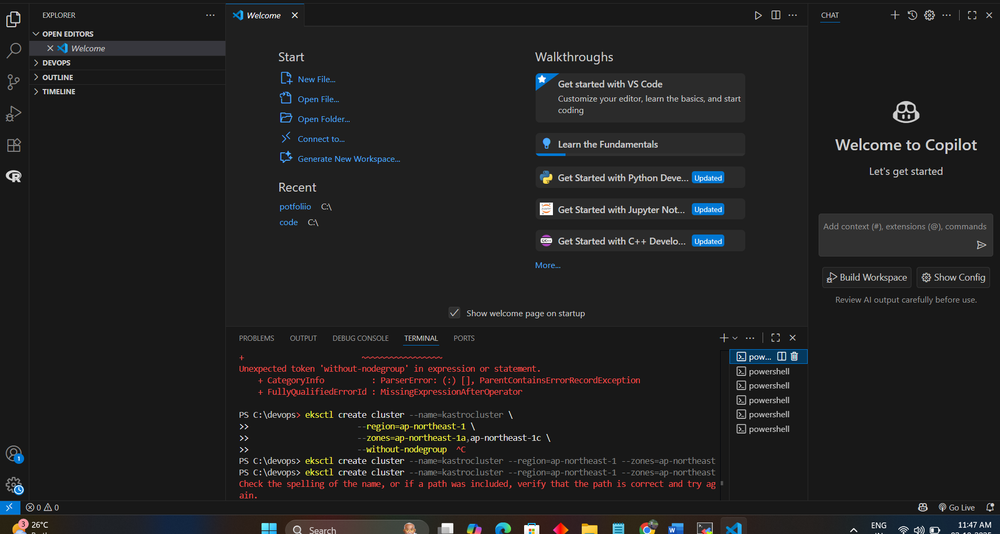 EXPLORER
OPEN EDITORS
Welcome
DEVOPS
OUTLINE
TIMELINE
1
Welcome
Start
New File...
Open File...
Open Folder...
Connect to...
Generate New Workspace...
Recent
potfoliio C:\
code C:\
Walkthroughs
Get started with VS Code
Customize your editor, learn the basics, and start
coding
Learn the Fundamentals
Get Started with Python Deve... Updated
Get Started with Jupyter Not... Updated
Get Started with C++ Develo... Updated
More...
Show welcome page on startup
CHAT
Welcome to Copilot
Let's get started
Add context (#), extensions (@), commands
Build Workspace Show Config
Review AI output carefully before use.
PROBLEMS OUTPUT DEBUG CONSOLE TERMINAL PORTS
+ ~~~~~~~~~~~~~~~~~
Unexpected token 'without-nodegroup' in expression or statement.
+ CategoryInfo : ParserError: (:) [], ParentContainsErrorRecordException
+ FullyQualifiedErrorId : MissingExpressionAfterOperator
PS C:\devops> eksctl create cluster --name=kastrocluster \
>> --region=ap-northeast-1 \
>> --zones=ap-northeast-1a,ap-northeast-1c \
>> --without-nodegroup ^C
PS C:\devops> eksctl create cluster --name=kastrocluster --region=ap-northeast-1 --zones=ap-northeast
PS C:\devops> eksctl create cluster --name=kastrocluster --region=ap-northeast-1 --zones=ap-northeast
Check the spelling of the name, or if a path was included, verify that the path is correct and try ag
ain.
pow...
powershell
powershell
powershell
powershell
powershell
0 0
Go Live
3
26°C
Search
ENG
11:47 AM